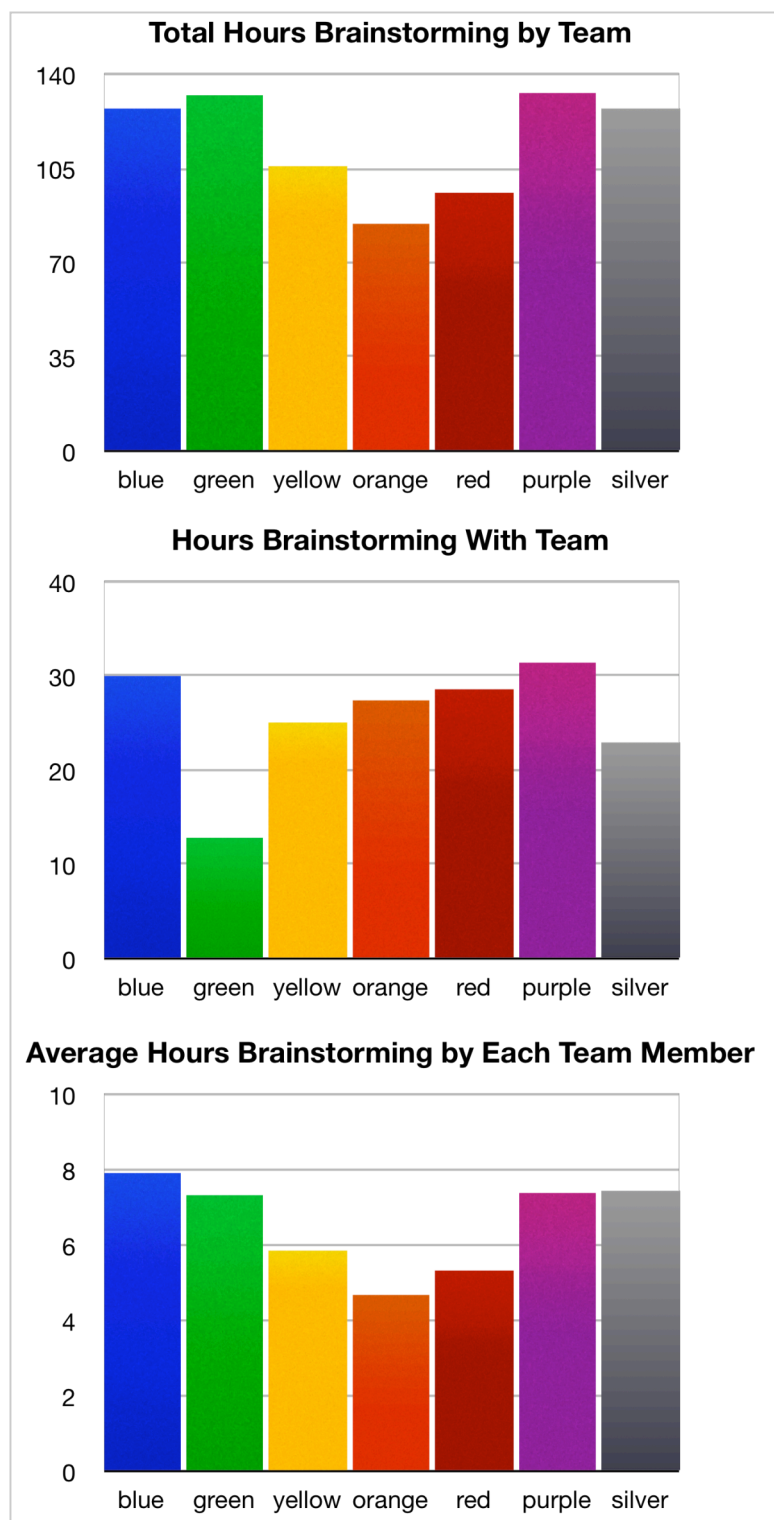 Total Hours Brainstorming by Team
140
105
70
35
0
blue green yellow orange red purple silver
Hours Brainstorming With Team
40
30
20
10
0
blue green yellow orange red purple silver
Average Hours Brainstorming by Each Team Member
10
8
6
4
2
0
blue green yellow orange red purple silver